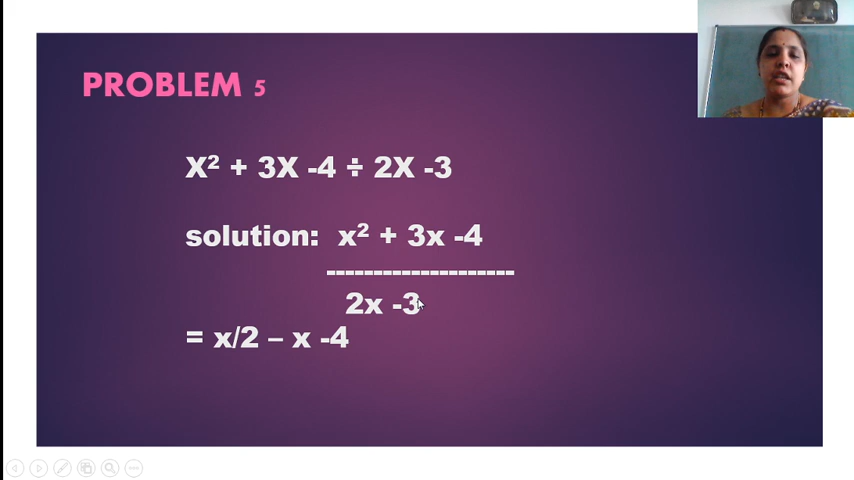 PROBLEM 5
X² + 3X -4 ÷ 2X -3
solution: x² + 3x -4
--------------------
2x -3
= x/2 – x -4